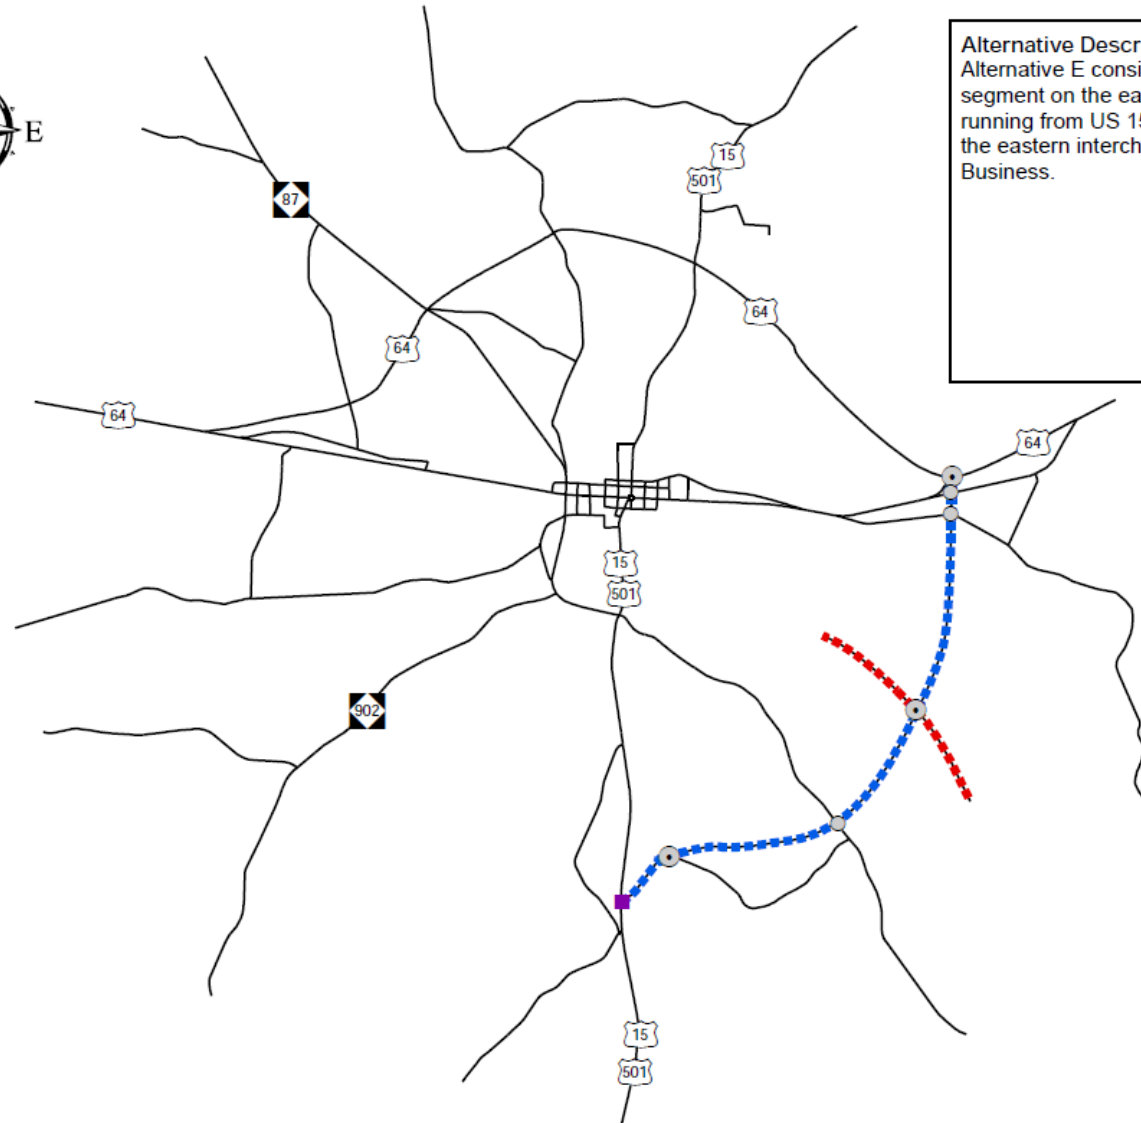 E
Alternative Descr
Alternative E consi
segment on the ea
running from US 15
the eastern interch
Business.
15
501
87
64
64
64
64
15
501
902
15
501